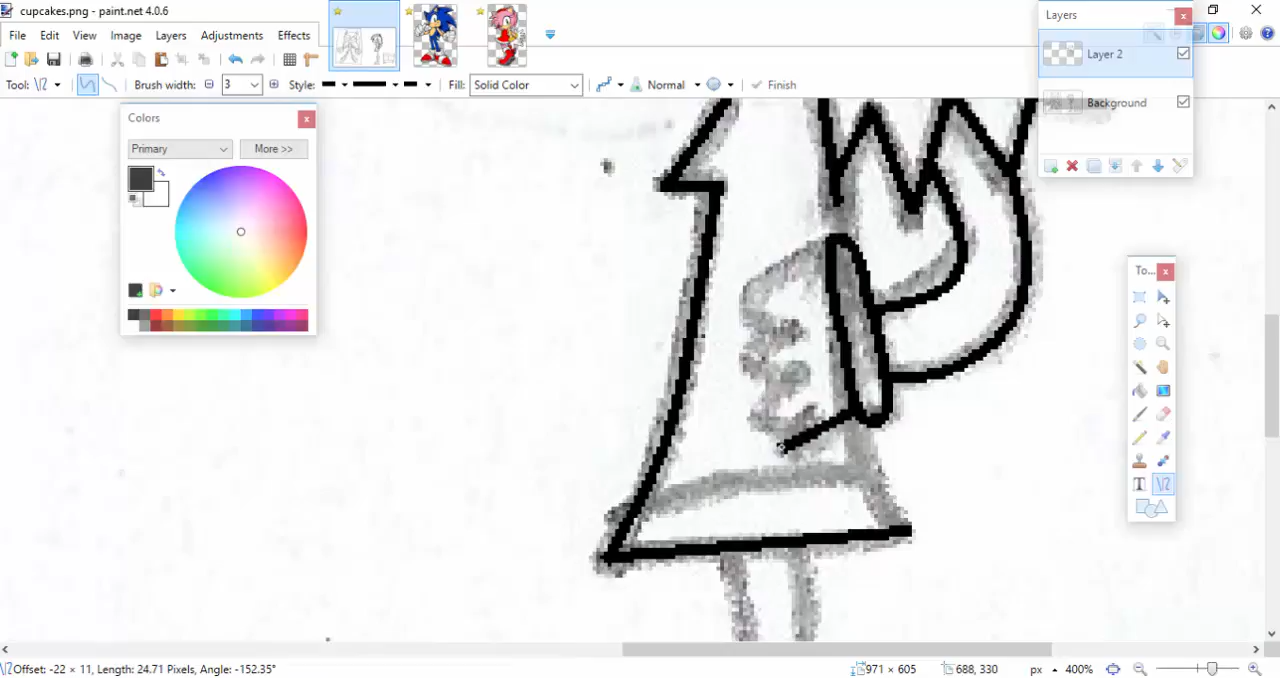 cupcakes.png - paint.net 4.0.6
File Edit View Image Layers Adjustments Effects
Tool: Brush width: 3 Style: Fill: Solid Color Normal Finish
Colors
Primary More >>
Layers
Layer 2
Background
To...
Offset: -22 × 11, Length: 24.71 Pixels, Angle: -152.35° 971 × 605 688, 330 px 400%